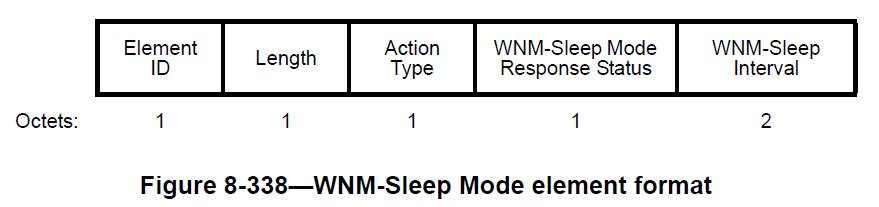 Element ID
Length
Action Type
WNM-Sleep Mode Response Status
WNM-Sleep Interval
Octets: 1 1 1 1 2
Figure 8-338—WNM-Sleep Mode element format